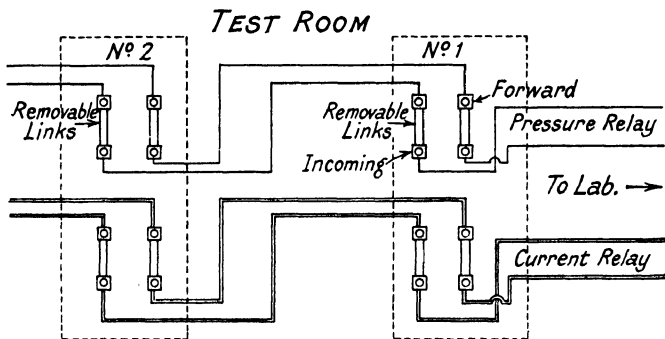 TEST ROOM
Nº 2
Nº 1
Removable
Links
Removable
Links
Forward
Incoming
Pressure Relay
To Lab.
Current Relay